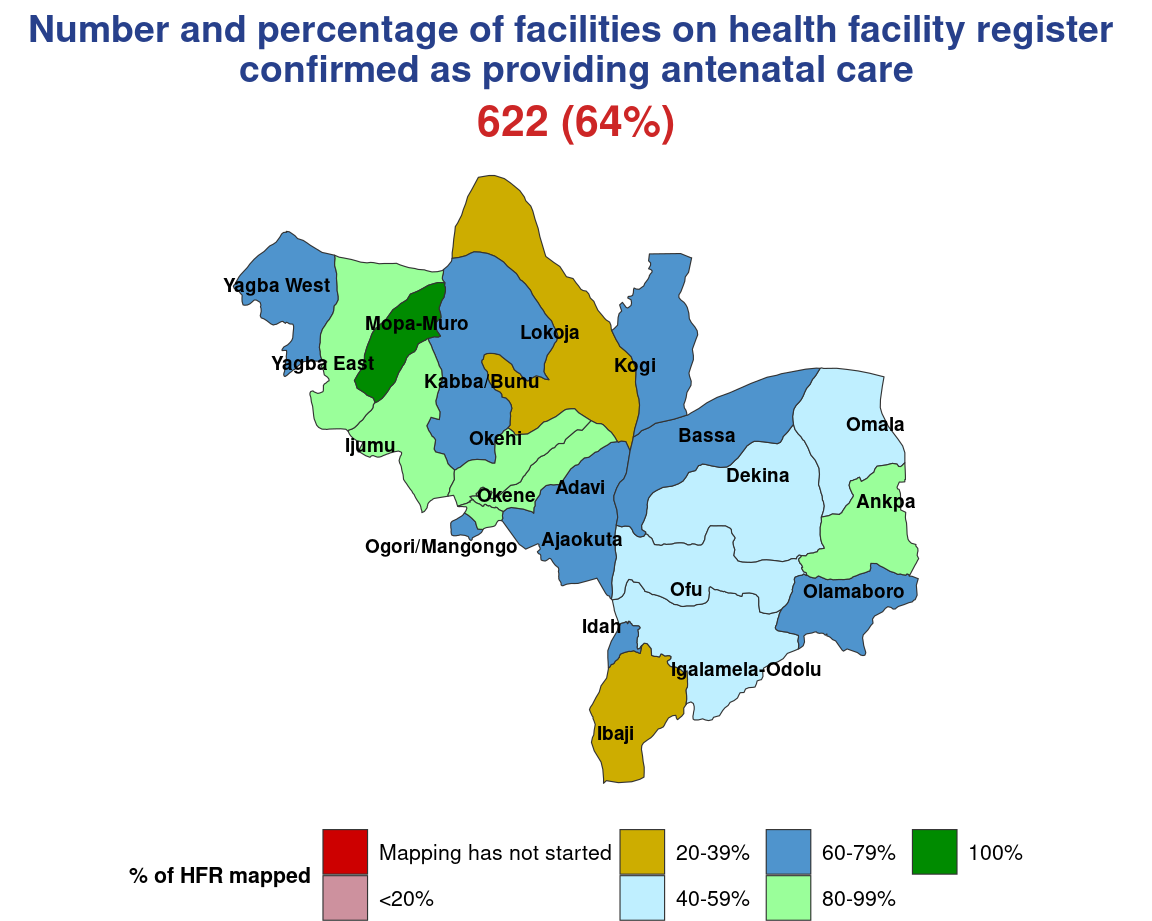 Number and percentage of facilities on health facility register
confirmed as providing antenatal care
622 (64%)
Yagba West
Mopa-Muro
Lokoja
Yagba East
Kogi
Kabba/Bunu
Omala
Bassa
Okehi
Ijumu
Dekina
Adavi
Okene
Ankpa
Ajaokuta
Ogori/Mangongo
Ofu
Olamaboro
Idah
Igalamela-Odolu
Ibaji
% of HFR mapped
Mapping has not started
<20%
20-39%
40-59%
60-79%
80-99%
100%